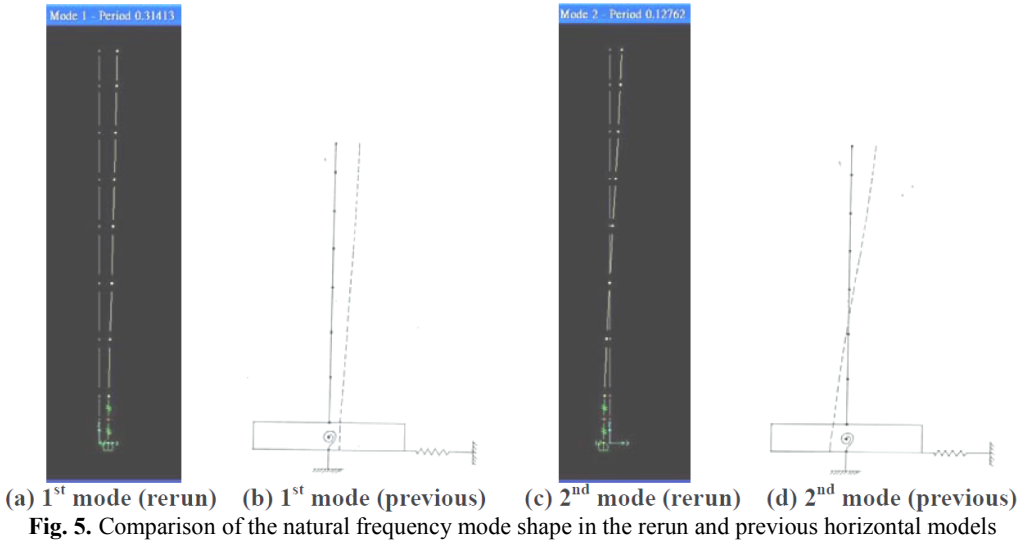 Mode 1 - Period 0.31413
Mode 2 - Period 0.12762
(a) 1st mode (rerun)
(b) 1st mode (previous)
(c) 2nd mode (rerun)
(d) 2nd mode (previous)
Fig. 5. Comparison of the natural frequency mode shape in the rerun and previous horizontal models